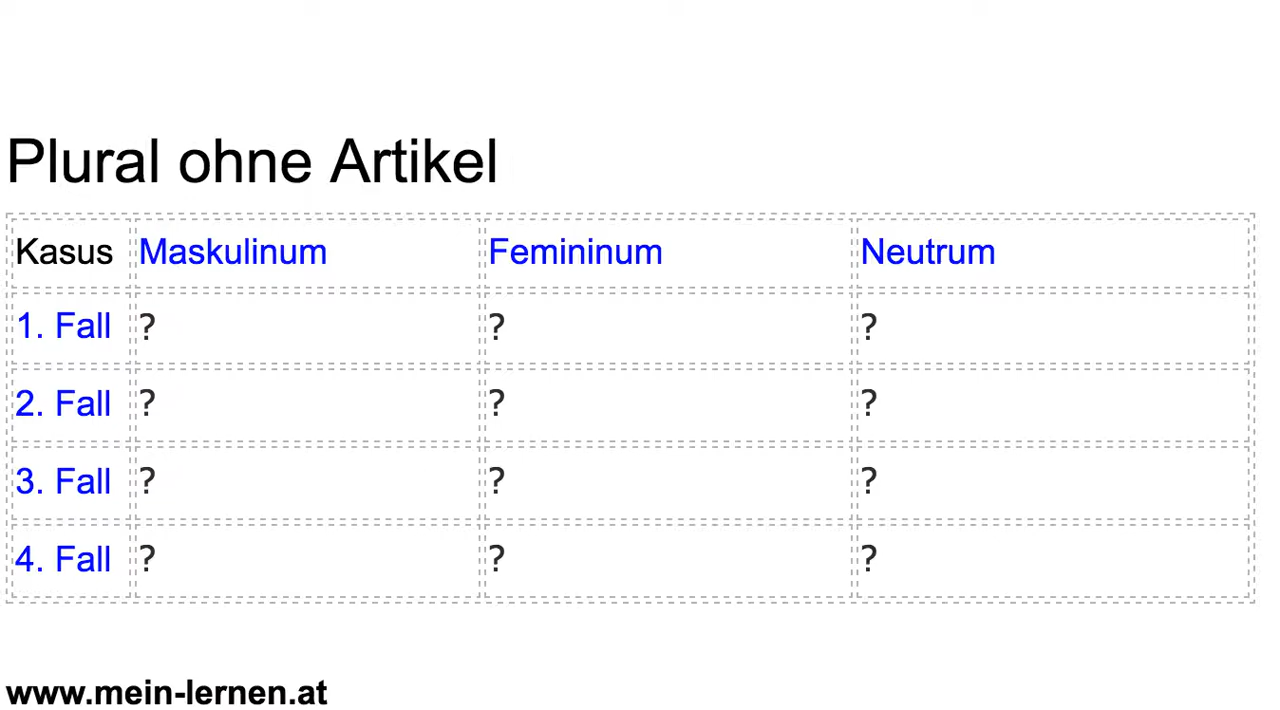 Plural ohne Artikel
Kasus Maskulinum Femininum Neutrum
1. Fall ? ? ?
2. Fall ? ? ?
3. Fall ? ? ?
4. Fall ? ? ?
www.mein-lernen.at